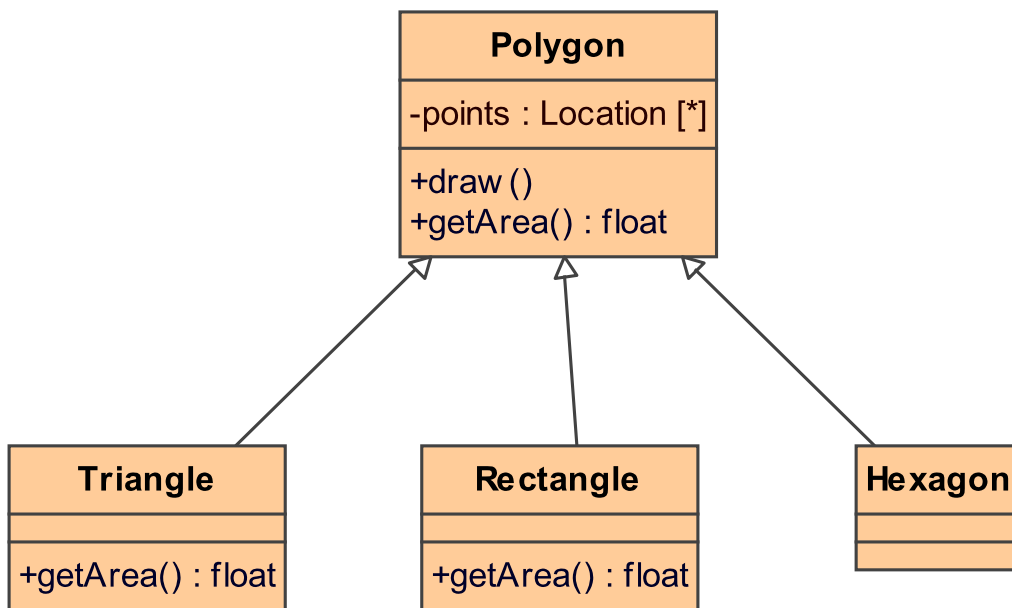 Polygon
-points : Location [*]
+draw ()
+getArea() : float
Triangle
+getArea() : float
Rectangle
+getArea() : float
Hexagon